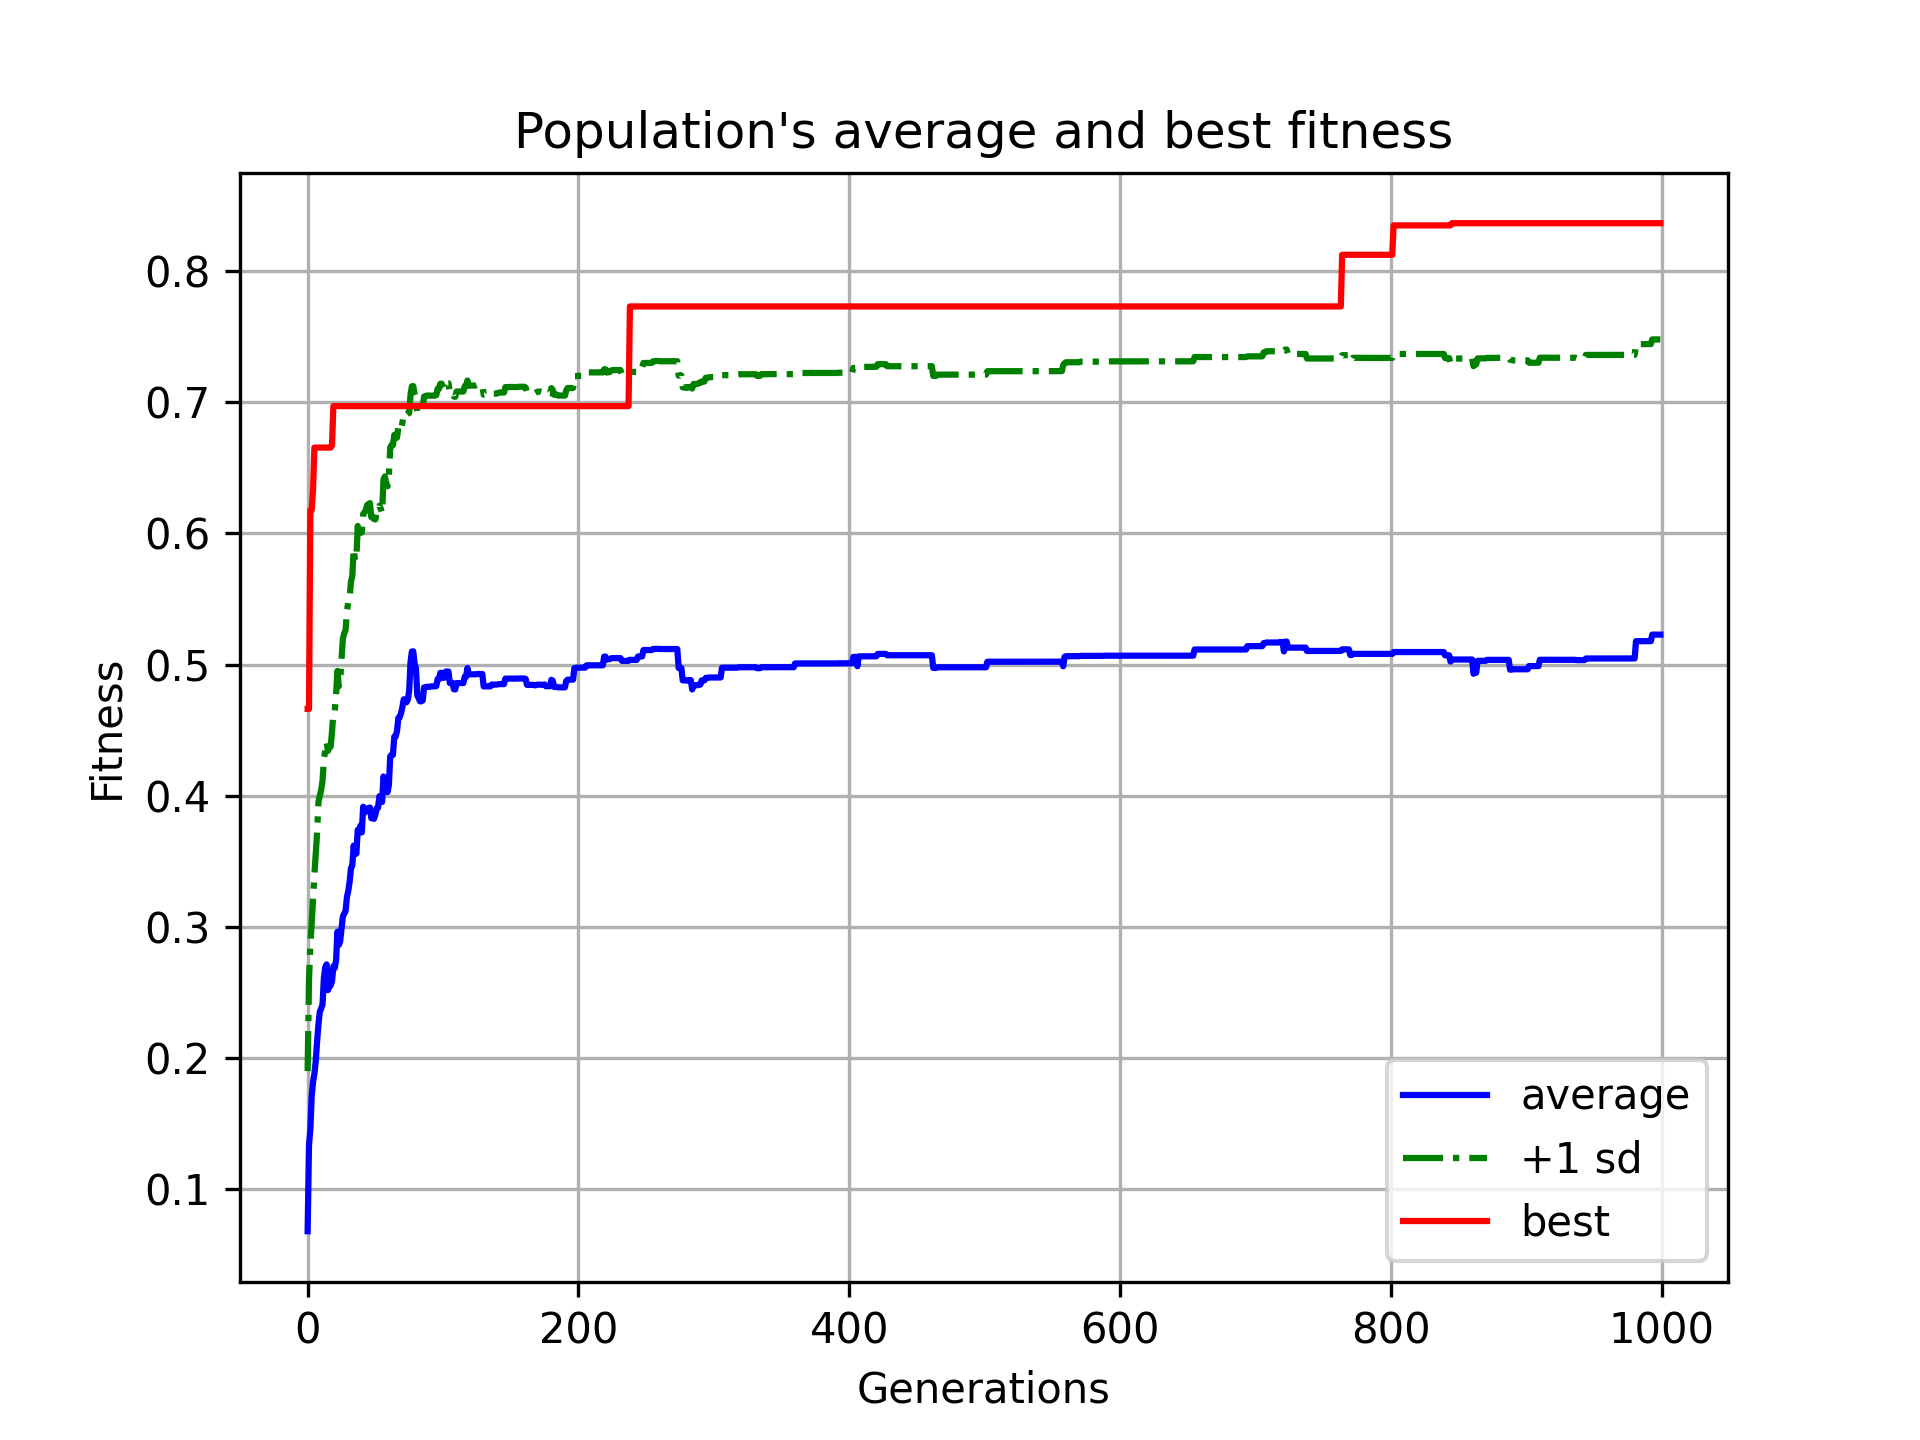 Population's average and best fitness
Fitness
0.8
0.7
0.6
0.5
0.4
0.3
0.2
0.1
average
+1 sd
best
0 200 400 600 800 1000
Generations